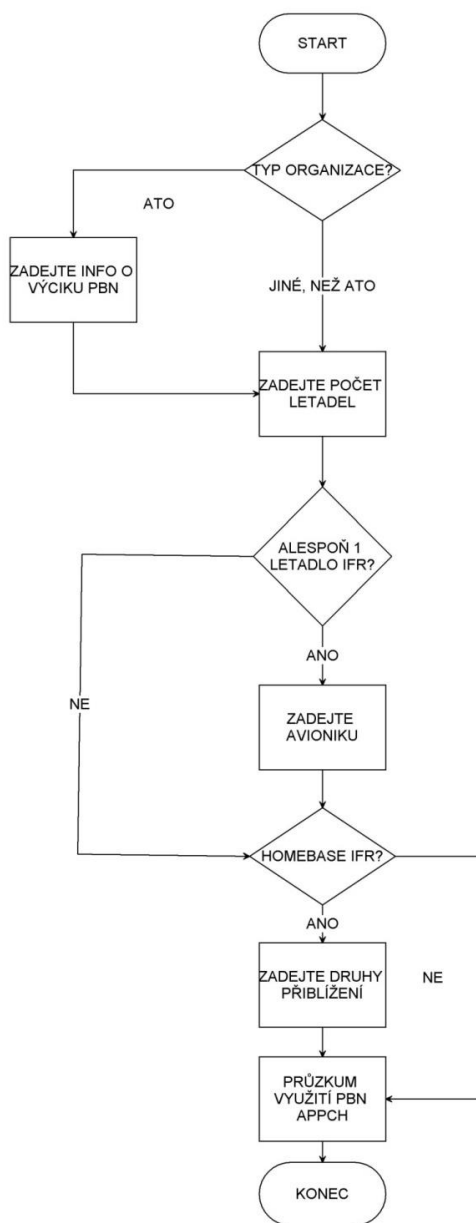 START
TYP ORGANIZACE?
ATO
ZADEJTE INFO O
VÝCIKU PBN
JINÉ, NEŽ ATO
ZADEJTE POČET
LETADEL
ALESPOŇ 1
LETADLO IFR?
ANO
NE
ZADEJTE
AVIONIKU
HOMEBASE IFR?
ANO
ZADEJTE DRUHY
PŘIBLÍŽENÍ
NE
PRŮZKUM
VYUŽITÍ PBN
APPCH
KONEC